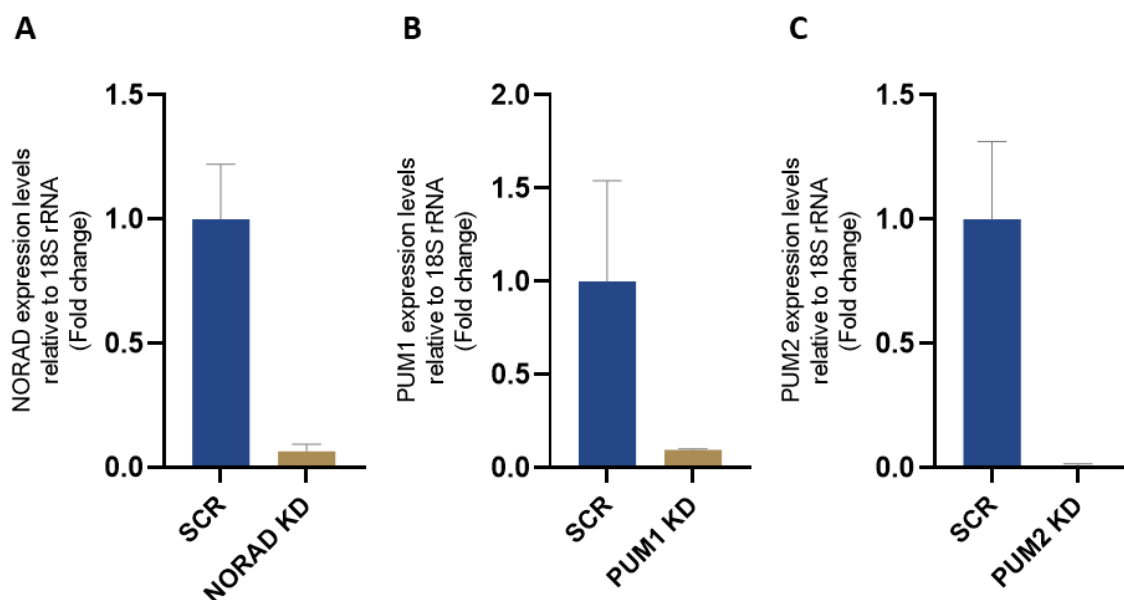 A
NORAD expression levels
relative to 18S rRNA
(Fold change)
1.5
1.0
0.5
0.0
SCR
NORAD KD
B
PUM1 expression levels
relative to 18S rRNA
(Fold change)
2.0
1.5
1.0
0.5
0.0
SCR
PUM1 KD
C
PUM2 expression levels
relative to 18S rRNA
(Fold change)
1.5
1.0
0.5
0.0
SCR
PUM2 KD